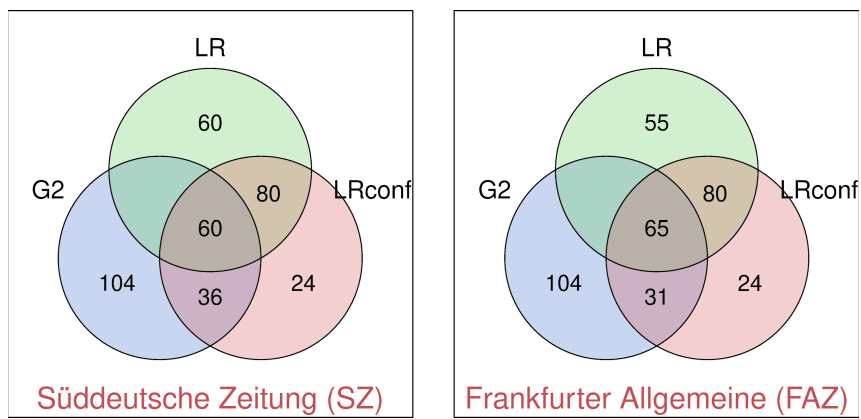 LR
60
G2
80
LRconf
60
104
36
24
Süddeutsche Zeitung (SZ)
LR
55
G2
80
LRconf
65
104
31
24
Frankfurter Allgemeine (FAZ)